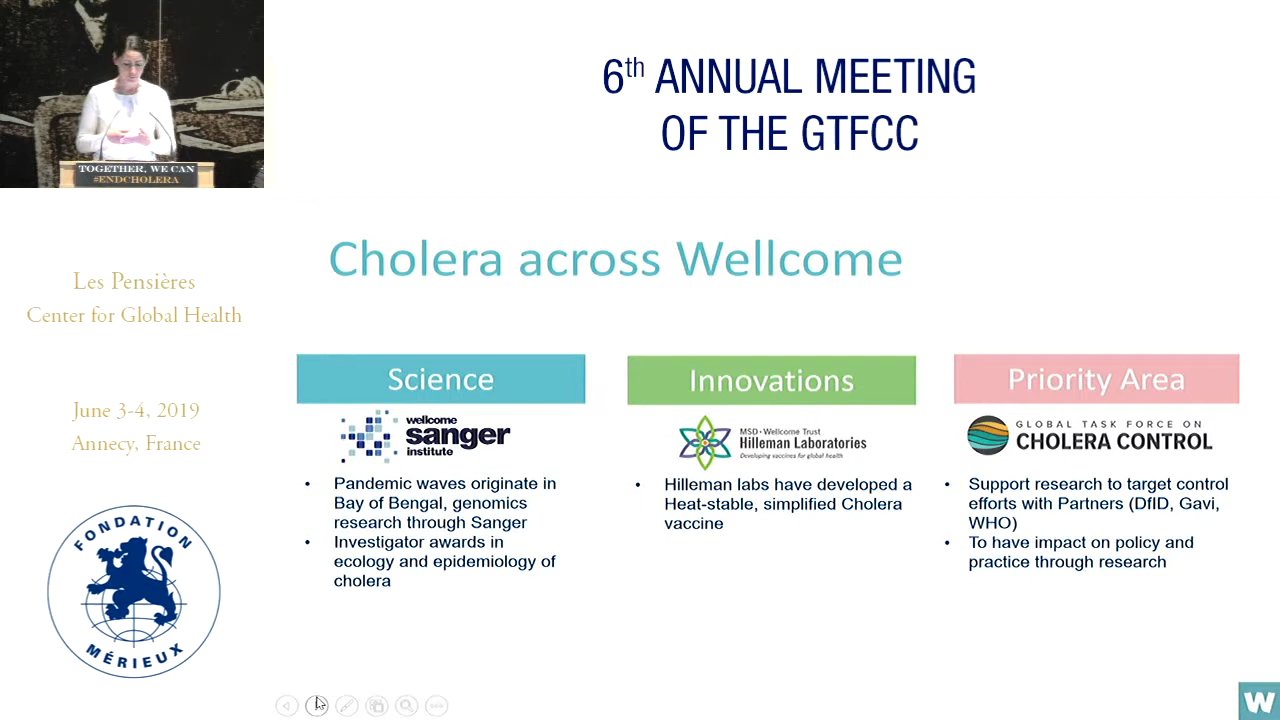 TOGETHER, WE CAN
#ENDCHOLERA
6th ANNUAL MEETING
OF THE GTFCC
Les Pensières
Center for Global Health
June 3-4, 2019
Annecy, France
FONDATION
MÉRIEUX
Cholera across Wellcome
Science
wellcome
sanger
institute
• Pandemic waves originate in
Bay of Bengal, genomics
research through Sanger
• Investigator awards in
ecology and epidemiology of
cholera
Innovations
MSD • Wellcome Trust
Hilleman Laboratories
Developing vaccines for global health
• Hilleman labs have developed a
Heat-stable, simplified Cholera
vaccine
Priority Area
GLOBAL TASK FORCE ON
CHOLERA CONTROL
• Support research to target control
efforts with Partners (DfID, Gavi,
WHO)
• To have impact on policy and
practice through research
W